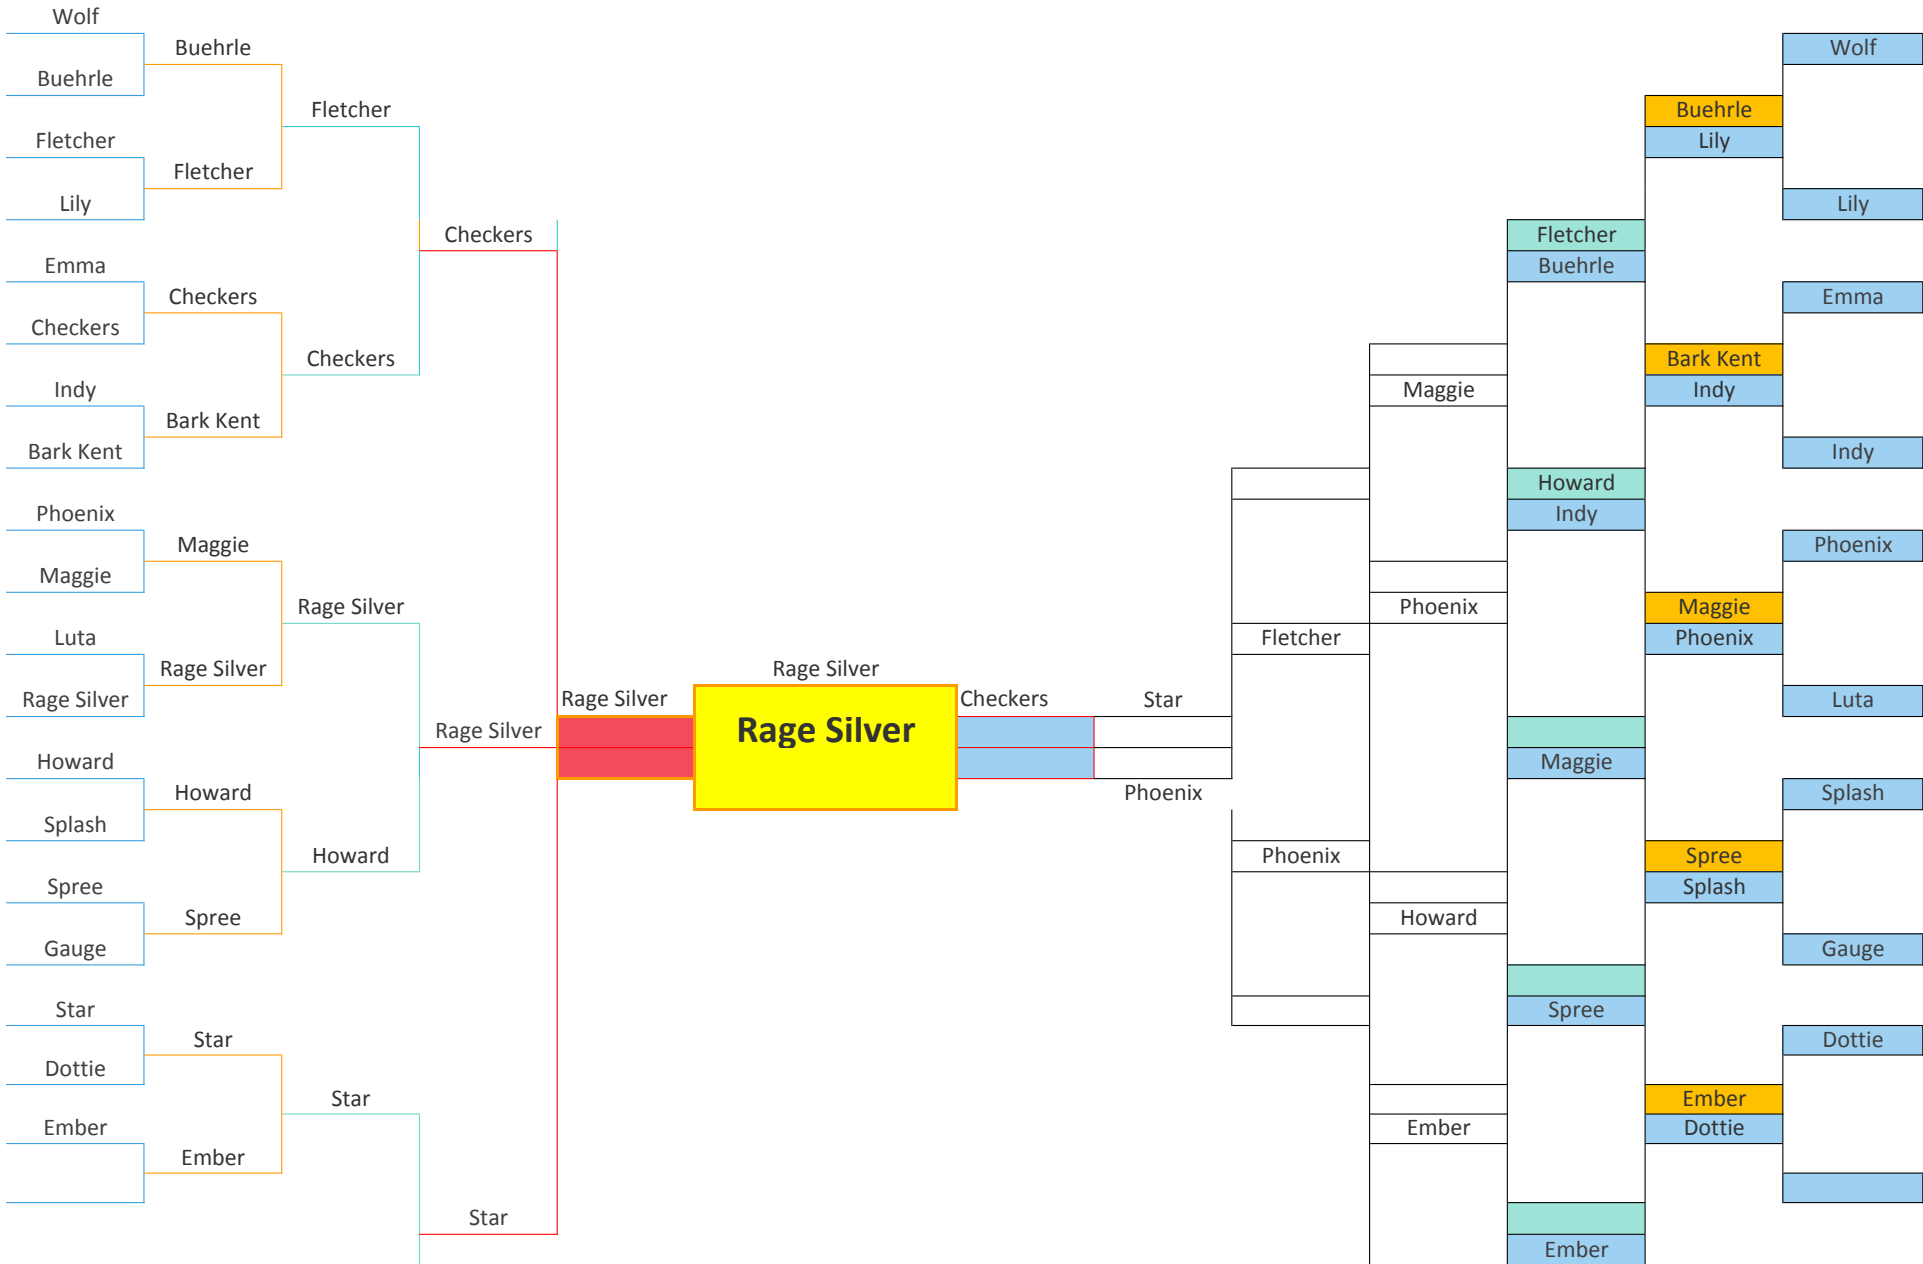 Wolf
Buehrle
Buehrle
Fletcher
Fletcher
Fletcher
Lily
Checkers
Emma
Checkers
Checkers
Checkers
Indy
Bark Kent
Bark Kent
Phoenix
Maggie
Maggie
Rage Silver
Luta
Rage Silver
Rage Silver
Rage Silver
Howard
Howard
Splash
Howard
Spree
Spree
Gauge
Star
Star
Dottie
Star
Ember
Ember
Star
Rage Silver
Rage Silver
Rage Silver
Checkers
Star
Phoenix
Fletcher
Phoenix
Maggie
Phoenix
Howard
Ember
Fletcher
Buehrle
Howard
Indy
Maggie
Spree
Ember
Buehrle
Lily
Bark Kent
Indy
Maggie
Phoenix
Spree
Splash
Ember
Dottie
Wolf
Lily
Emma
Indy
Phoenix
Luta
Splash
Gauge
Dottie